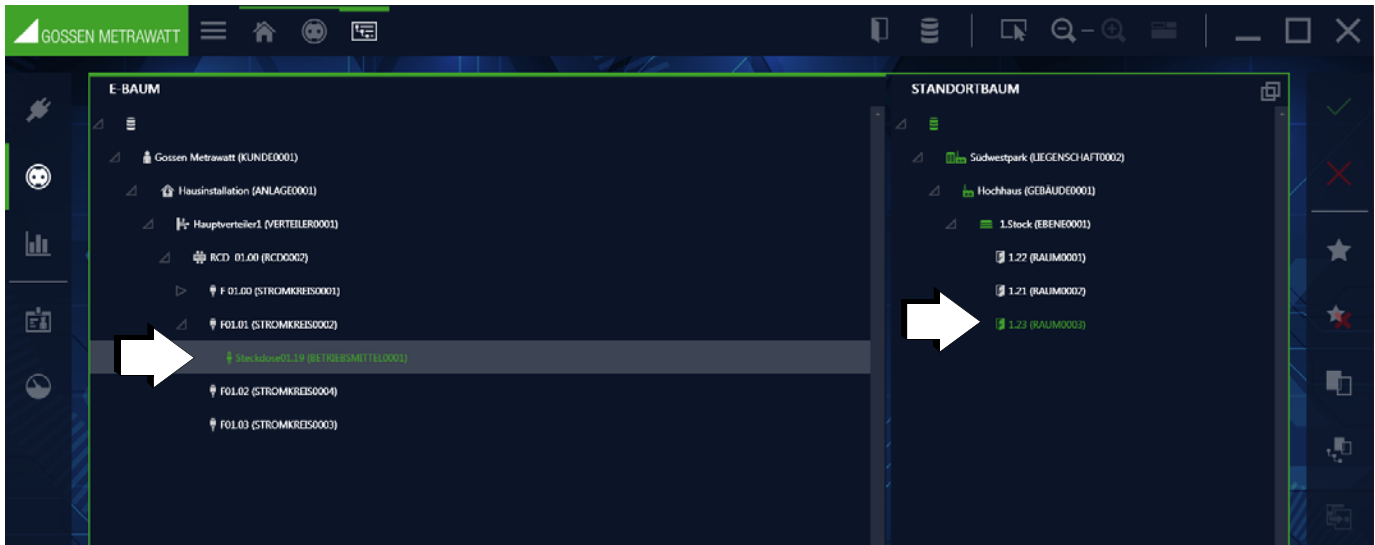 GOSSEN METRAWATT
E-BAUM
Gossen Metrawatt (KUNDE0001)
Hausinstallation (ANLAGE0001)
Hauptverteiler1 (VERTEILER0001)
RCD 01.00 (RCD0002)
F 01.00 (STROMKREIS0001)
F01.01 (STROMKREIS0002)
Steckdose01.19 (BETRIEBSMITTEL0001)
F01.02 (STROMKREIS0004)
F01.03 (STROMKREIS0003)
STANDORTBAUM
Südwestpark (LIEGENSCHAFT0002)
Hochhaus (GEBÄUDE0001)
1.Stock (EBENE0001)
1.22 (RAUM0001)
1.21 (RAUM0002)
1.23 (RAUM0003)